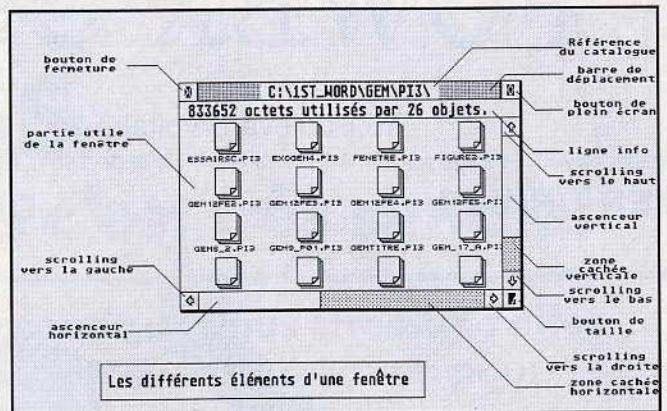 Référence
du catalogue
bouton de
fermeture
barre de
déplacement
C:\1ST_WORD\GEM\PI3\
bouton de
plein écran
833652 octets utilisés par 26 objets.
partie utile
de la fenêtre
ligne info
ESSAIRSC.PI3 EXOGEM4.PI3 FENETRE.PI3 FIGURE2.PI3
scrolling
vers le haut
GEM12FE2.PI3 GEM12FE3.PI3 GEM12FE4.PI3 GEM12FE5.PI3
ascenceur
vertical
GEM8_2.PI3 GEM9_P01.PI3 GEMTITRE.PI3 GEM_17_A.PI3
scrolling
vers la gauche
zone
cachée
verticale
scrolling
vers le bas
ascenceur
horizontal
bouton de
taille
scrolling
vers la droite
Les différents éléments d'une fenêtre
zone cachée
horizontale